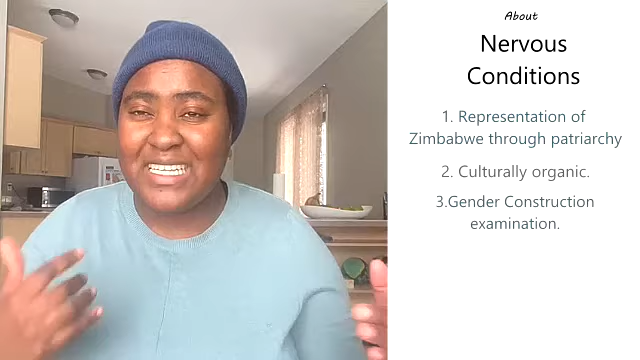 About
Nervous
Conditions
1. Representation of
Zimbabwe through patriarchy
2. Culturally organic.
3.Gender Construction
examination.